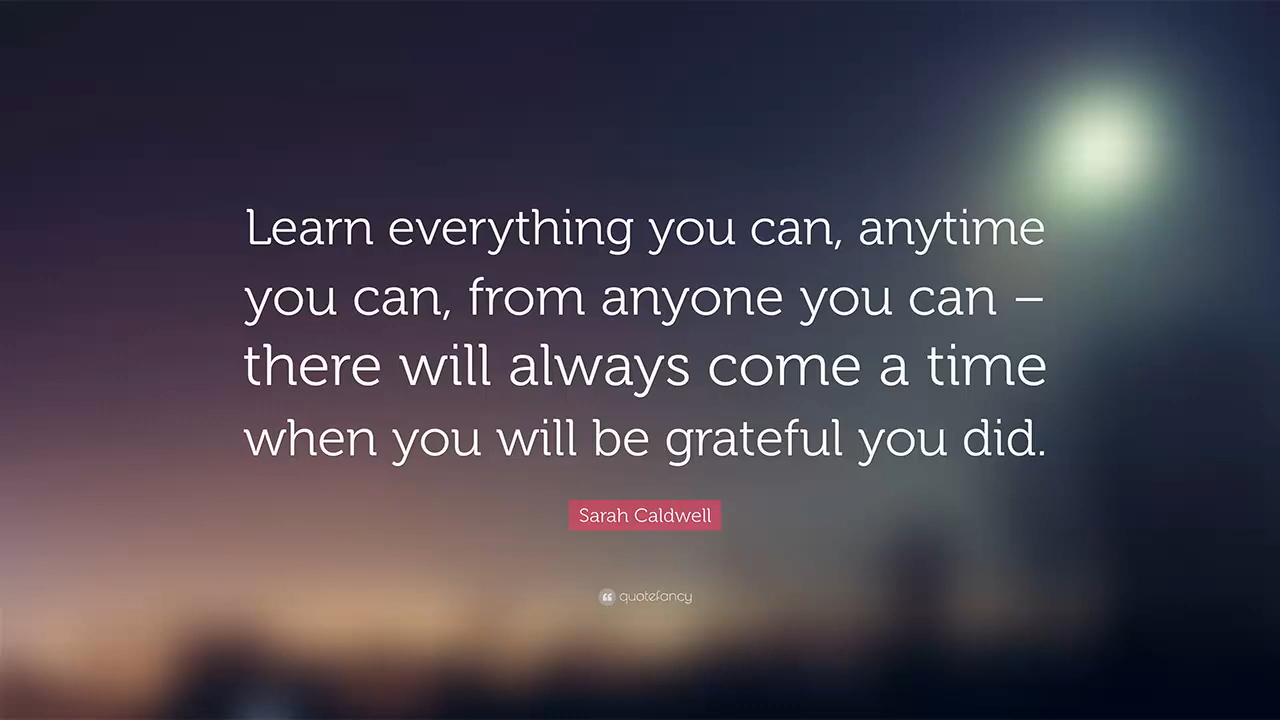 Learn everything you can, anytime
you can, from anyone you can –
there will always come a time
when you will be grateful you did.
Sarah Caldwell
quotefancy